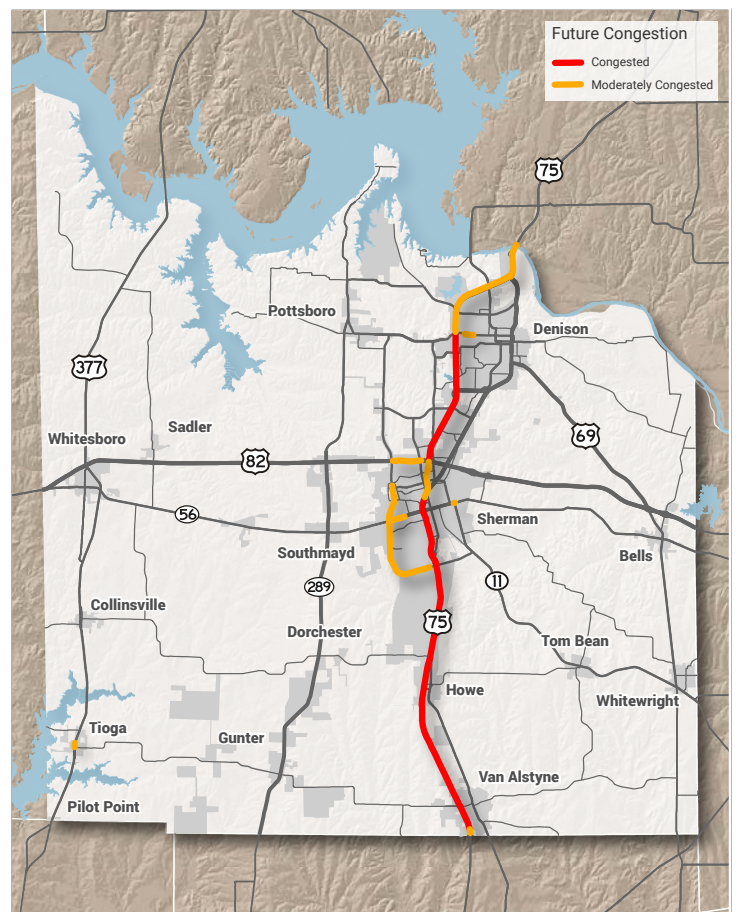 Future Congestion
Congested
Moderately Congested
75
Pottsboro
Denison
377
Sadler
Whitesboro
69
82
56
Sherman
Southmayd
Bells
289
11
Collinsville
75
Dorchester
Tom Bean
Howe
Whitewright
Tioga
Gunter
Van Alstyne
Pilot Point